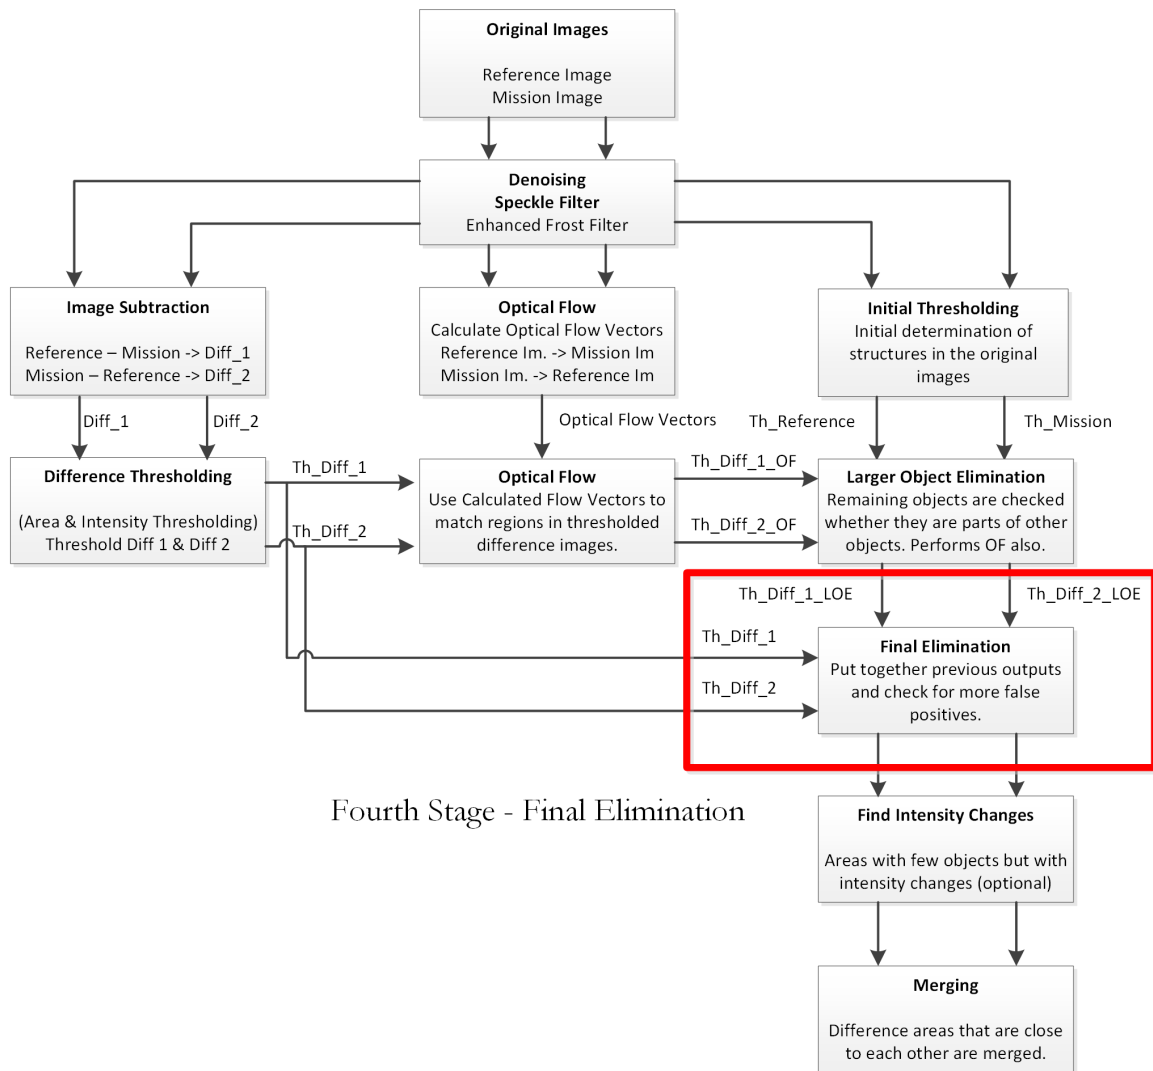 Original Images
Reference Image
Mission Image
Denoising
Speckle Filter
Enhanced Frost Filter
Image Subtraction
Reference – Mission -> Diff_1
Mission – Reference -> Diff_2
Optical Flow
Calculate Optical Flow Vectors
Reference Im. -> Mission Im
Mission Im. -> Reference Im
Initial Thresholding
Initial determination of
structures in the original
images
Diff_1
Diff_2
Optical Flow Vectors
Th_Reference
Th_Mission
Difference Thresholding
(Area & Intensity Thresholding)
Threshold Diff 1 & Diff 2
Th_Diff_1
Th_Diff_2
Optical Flow
Use Calculated Flow Vectors to
match regions in thresholded
difference images.
Th_Diff_1_OF
Th_Diff_2_OF
Larger Object Elimination
Remaining objects are checked
whether they are parts of other
objects. Performs OF also.
Th_Diff_1_LOE
Th_Diff_2_LOE
Th_Diff_1
Th_Diff_2
Final Elimination
Put together previous outputs
and check for more false
positives.
Fourth Stage - Final Elimination
Find Intensity Changes
Areas with few objects but with
intensity changes (optional)
Merging
Difference areas that are close
to each other are merged.